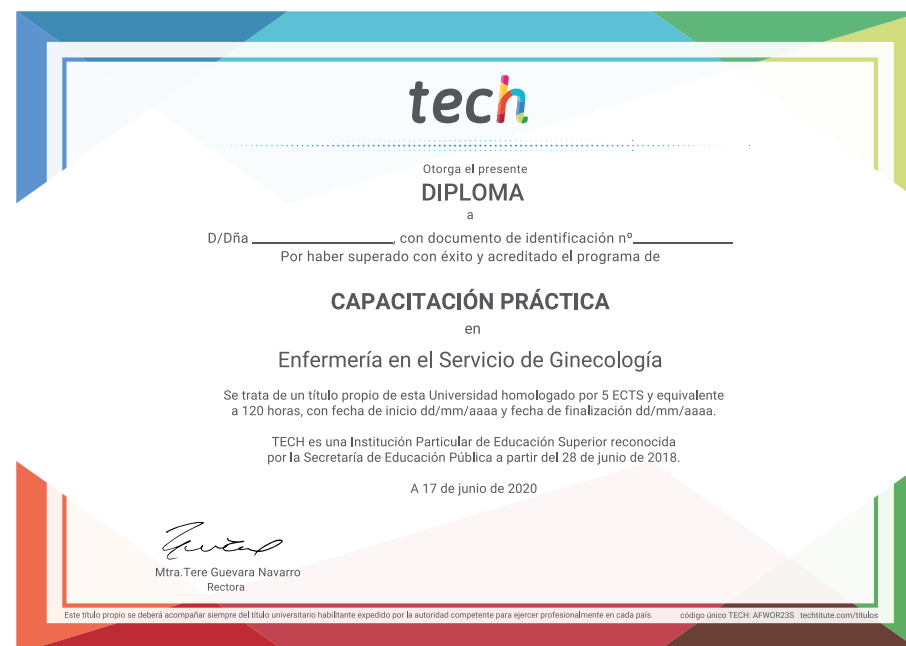 tech
Otorga el presente
DIPLOMA
a
D/Dña ____________________, con documento de identificación nº______________
Por haber superado con éxito y acreditado el programa de
CAPACITACIÓN PRÁCTICA
en
Enfermería en el Servicio de Ginecología
Se trata de un título propio de esta Universidad homologado por 5 ECTS y equivalente
a 120 horas, con fecha de inicio dd/mm/aaaa y fecha de finalización dd/mm/aaaa.
TECH es una Institución Particular de Educación Superior reconocida
por la Secretaría de Educación Pública a partir del 28 de junio de 2018.
A 17 de junio de 2020
Mtra.Tere Guevara Navarro
Rectora
Este título propio se deberá acompañar siempre del título universitario habilitante expedido por la autoridad competente para ejercer profesionalmente en cada país. código único TECH: AFWOR23S techtitute.com/titulos